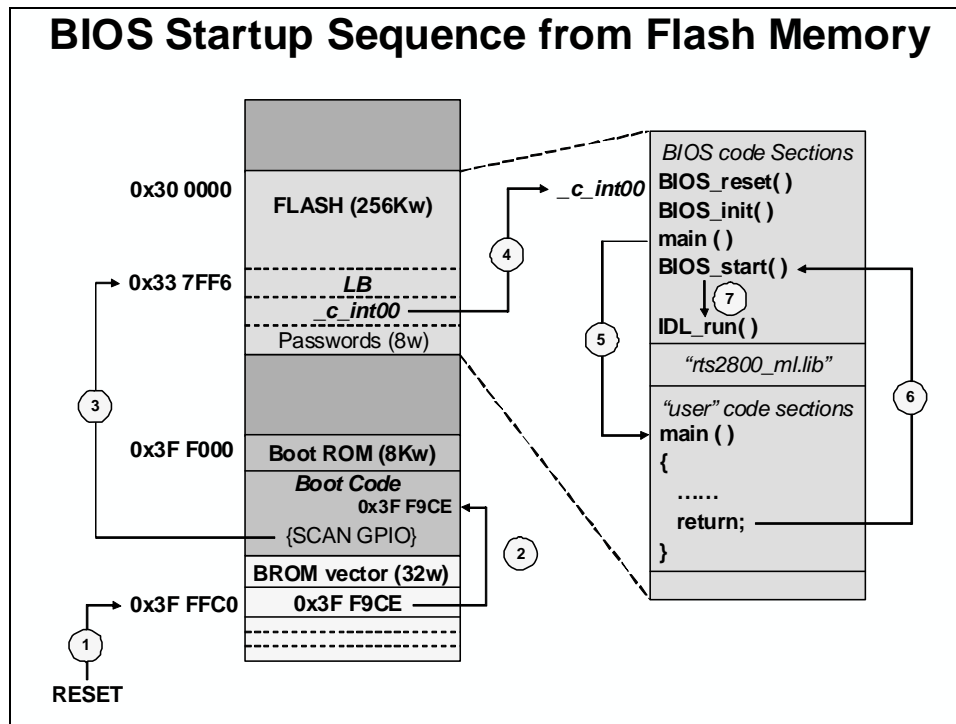 BIOS Startup Sequence from Flash Memory
0x30 0000
FLASH (256Kw)
0x33 7FF6
LB
_c_int00
Passwords (8w)
0x3F F000
Boot ROM (8Kw)
Boot Code
0x3F F9CE
{SCAN GPIO}
BROM vector (32w)
0x3F FFC0
0x3F F9CE
RESET
1
2
3
4
_c_int00
BIOS code Sections
BIOS_reset( )
BIOS_init( )
main ( )
BIOS_start( )
7
IDL_run( )
5
6
“rts2800_ml.lib”
“user” code sections
main ( )
{
……
return;
}